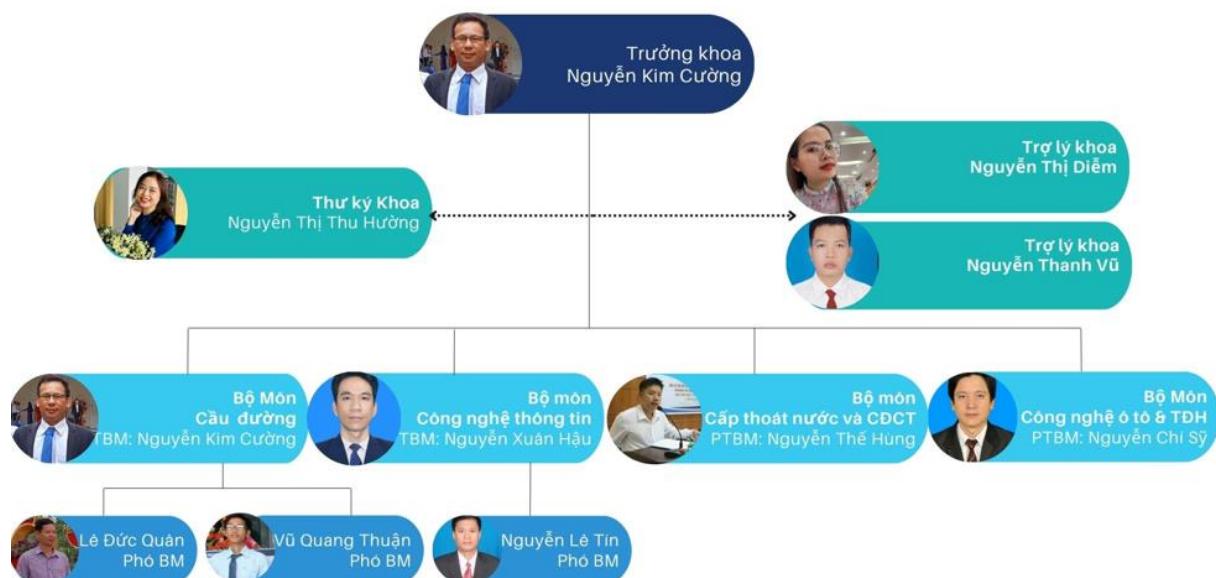 Trưởng khoa
Nguyễn Kim Cường
Trợ lý khoa
Nguyễn Thị Diễm
Thư ký Khoa
Nguyễn Thị Thu Hường
Trợ lý khoa
Nguyễn Thanh Vũ
Bộ Môn
Cầu đường
TBM: Nguyễn Kim Cường
Bộ môn
Công nghệ thông tin
TBM: Nguyễn Xuân Hậu
Bộ môn
Cấp thoát nước và CĐCT
PTBM: Nguyễn Thế Hùng
Bộ Môn
Công nghệ ô tô & TĐH
PTBM: Nguyễn Chí Sỹ
Lê Đức Quân
Phó BM
Vũ Quang Thuận
Phó BM
Nguyễn Lê Tín
Phó BM